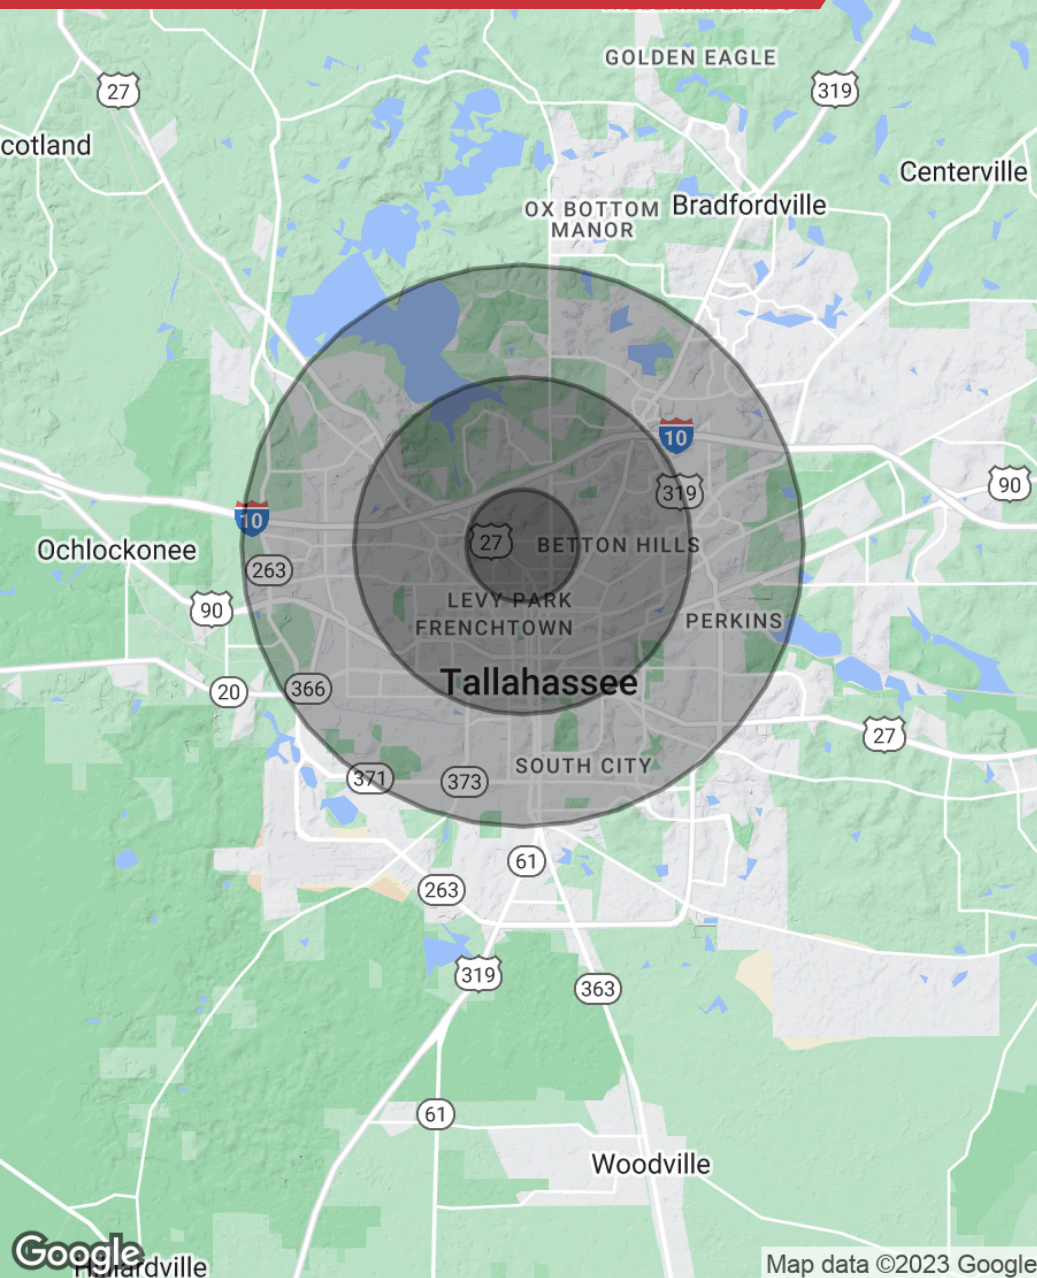 GOLDEN EAGLE
27
319
cotland
Centerville
OX BOTTOM
MANOR
Bradfordville
10
319
90
10
27
BETTON HILLS
Ochlockonee
263
LEVY PARK
90
FRENCHTOWN
PERKINS
Tallahassee
20
366
27
SOUTH CITY
371
373
61
263
319
363
61
Woodville
Google
Hilliardville
Map data ©2023 Google